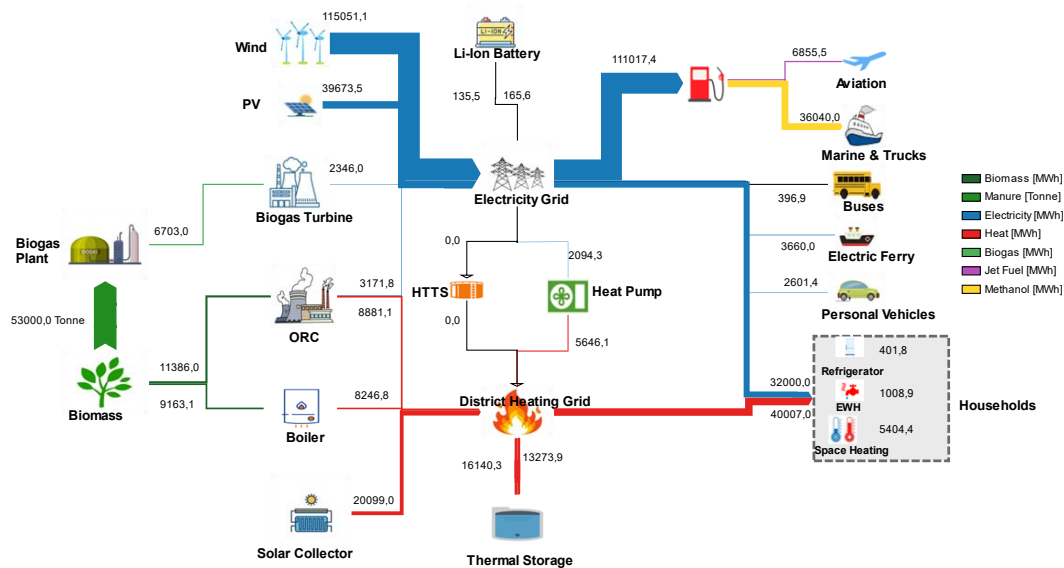 115051,1
Wind
Li-Ion Battery
LI-ION
111017,4
6855,5
Aviation
PV
39673,5
135,5
165,6
36040,0
Marine & Trucks
2346,0
Biogas Turbine
Electricity Grid
Buses
396,9
Biomass [MWh]
Manure [Tonne]
Electricity [MWh]
Heat [MWh]
Biogas [MWh]
Jet Fuel [MWh]
Methanol [MWh]
Biogas
Plant
6703,0
0,0
2094,3
3660,0
Electric Ferry
HTTS
Heat Pump
2601,4
Personal Vehicles
53000,0 Tonne
3171,8
8881,1
ORC
0,0
5646,1
401,8
Refrigerator
11386,0
9163,1
Biomass
8246,8
Boiler
District Heating Grid
32000,0
40007,0
1008,9
EWH
Households
5404,4
Space Heating
16140,3
13273,9
20099,0
Solar Collector
Thermal Storage